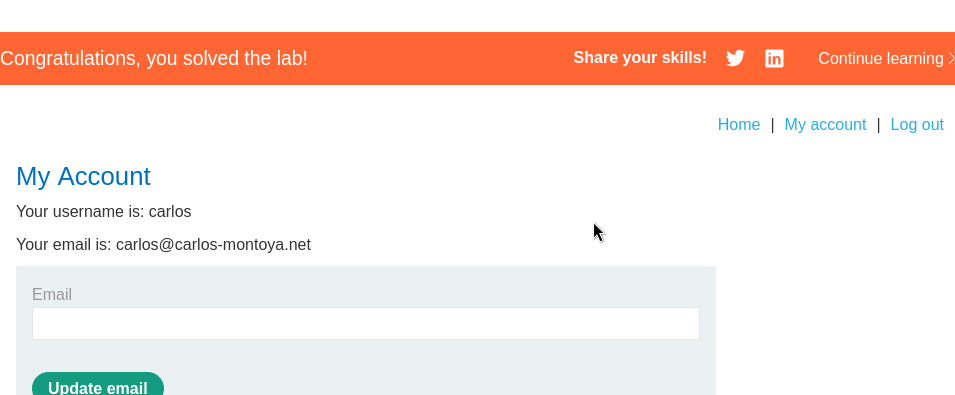 Congratulations, you solved the lab!
Share your skills!
Continue learning
Home | My account | Log out
My Account
Your username is: carlos
Your email is: carlos@carlos-montoya.net
Email
Update email